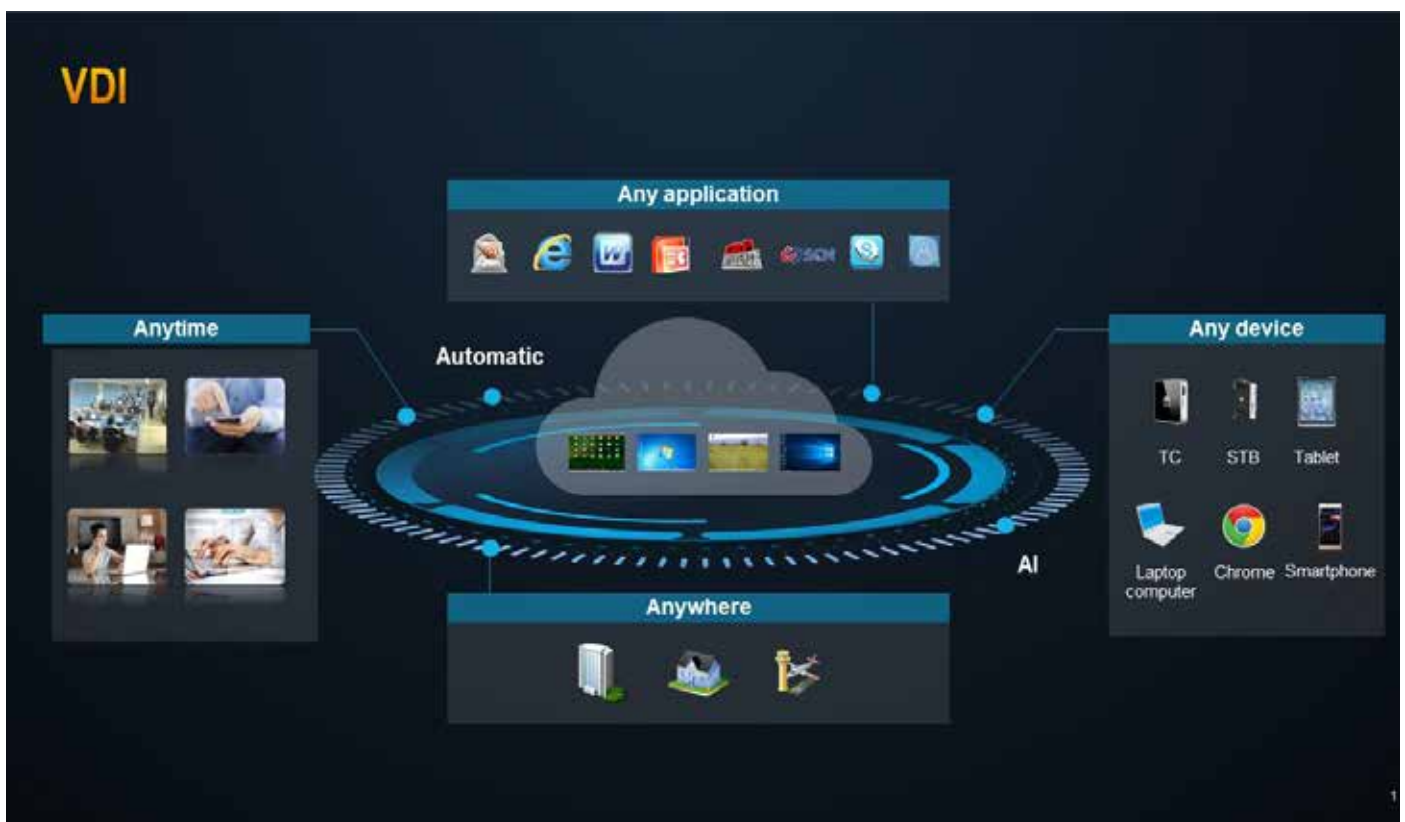 VDI
Any application
Anytime
Automatic
Any device
TC
STB
Tablet
Laptop
computer
Chrome
Smartphone
AI
Anywhere
1